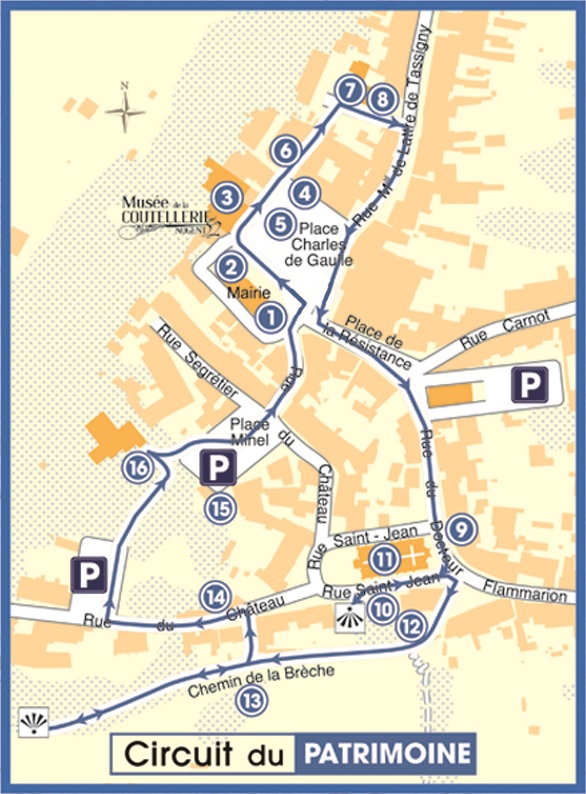 N
Rue Mal de Lattre de Tassigny
7
8
6
3
4
Musée de la
COUTELLERIE
NOGENT 52
5
Place
Charles
de Gaulle
2
Mairie
1
Place de
la Résistance
Rue Carnot
Rue Segretier
P
Rue
Place
Minel
du
Château
P
16
15
Rue du Docteur
9
Flammarion
Rue Saint-Jean
11
P
Rue Saint-Jean
14
10
12
Rue du Château
Chemin de la Brèche
13
Circuit du PATRIMOINE